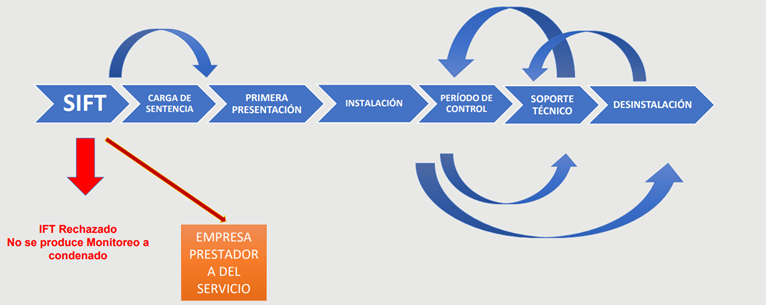 SIFT
CARGA DE
SENTENCIA
PRIMERA
PRESENTACIÓN
INSTALACIÓN
PERÍODO DE
CONTROL
SOPORTE
TÉCNICO
DESINSTALACIÓN
IFT Rechazado
No se produce Monitoreo a
condenado
EMPRESA
PRESTADOR
A DEL
SERVICIO